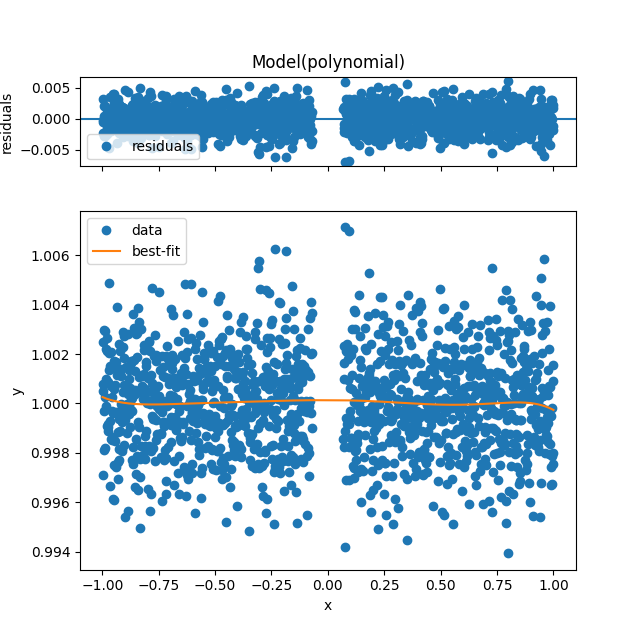 Model(polynomial)
residuals
0.005
0.000
−0.005
residuals
data
best-fit
y
1.006
1.004
1.002
1.000
0.998
0.996
0.994
−1.00 −0.75 −0.50 −0.25 0.00 0.25 0.50 0.75 1.00
x